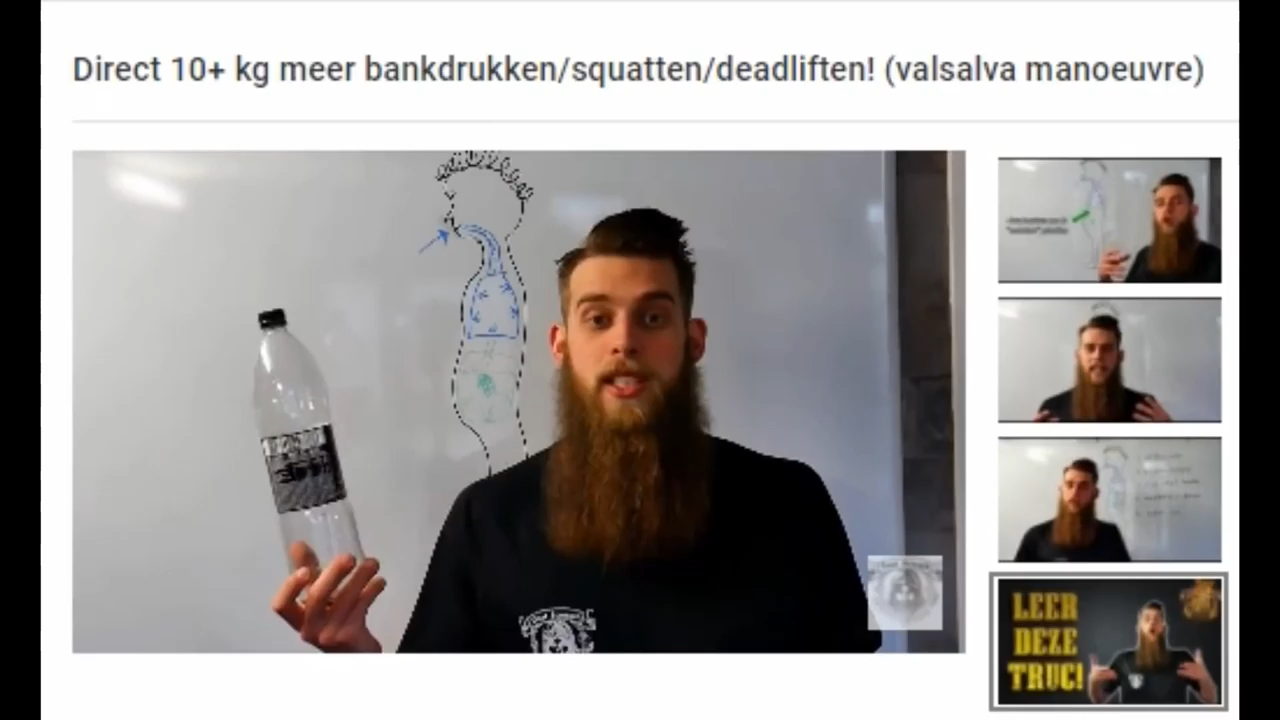 Direct 10+ kg meer bankdrukken/squatten/deadliften! (valsalva manoeuvre)
LEER
DEZE
TRUC!